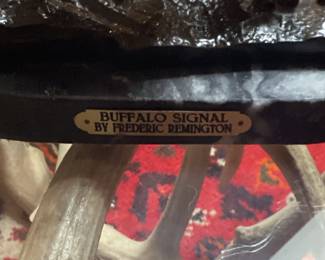 BUFFALO SIGNAL
BY FREDERIC REMINGTON